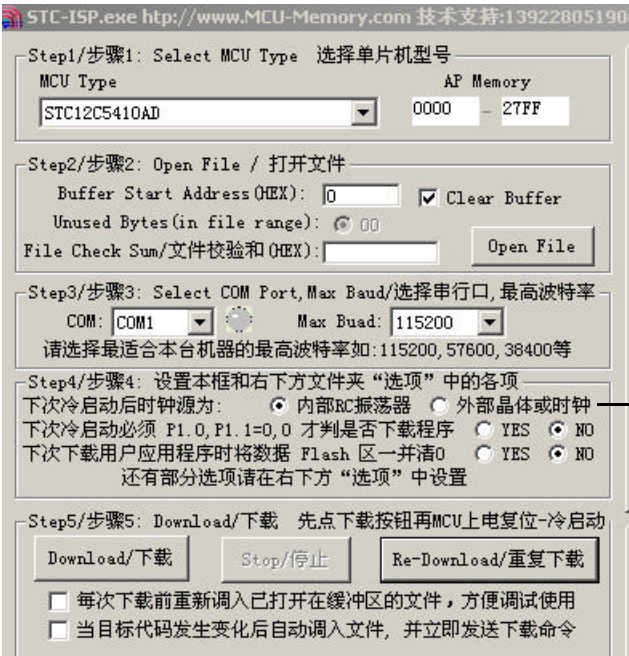 STC-ISP.exe htp://www.MCU-Memory.com 技术支持:1392280519
Step1/步骤1: Select MCU Type 选择单片机型号
MCU Type AP Memory
STC12C5410AD 0000 - 27FF
Step2/步骤2: Open File / 打开文件
Buffer Start Address(HEX): 0 Clear Buffer
Unused Bytes(in file range): 00
File Check Sum/文件校验和(HEX): Open File
Step3/步骤3: Select COM Port,Max Baud/选择串行口,最高波特率
COM: COM1 Max Buad: 115200
请选择最适合本台机器的最高波特率如:115200,57600,38400等
Step4/步骤4: 设置本框和右下方文件夹“选项”中的各项
下次冷启动后时钟源为: 内部RC振荡器 外部晶体或时钟
下次冷启动必须 P1.0,P1.1=0,0 才判是否下载程序 YES NO
下次下载用户应用程序时将数据 Flash 区一并清0 YES NO
还有部分选项请在右下方“选项”中设置
Step5/步骤5: Download/下载 先点下载按钮再MCU上电复位-冷启动
Download/下载 Stop/停止 Re-Download/重复下载
每次下载前重新调入已打开在缓冲区的文件，方便调试使用
当目标代码发生变化后自动调入文件, 并立即发送下载命令